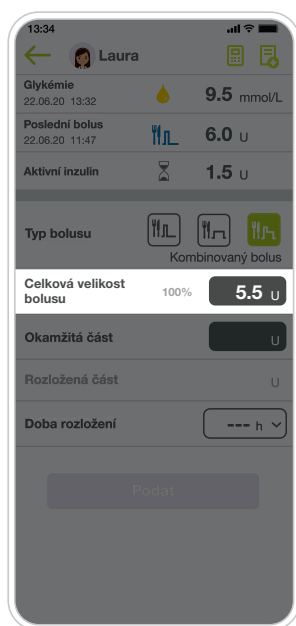 13:34
Laura
Glykémie
22.06.20 13:32
9.5 mmol/L
Poslední bolus
22.06.20 11:47
6.0 U
Aktivní inzulin
1.5 U
Typ bolusu
Kombinovaný bolus
Celková velikost
bolusu
100%
5.5 U
Okamžitá část
U
Rozložená část
U
Doba rozložení
--- h
Podat